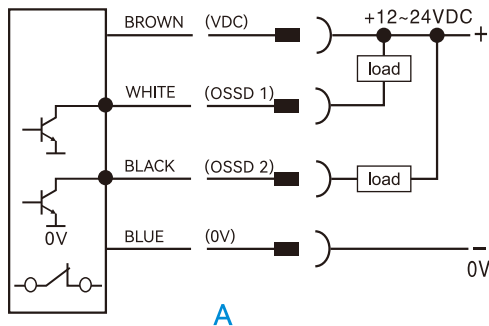 +12~24VDC
BROWN (VDC) +
load
WHITE (OSSD 1)
BLACK (OSSD 2) load
0V
BLUE (0V) −
0V
A